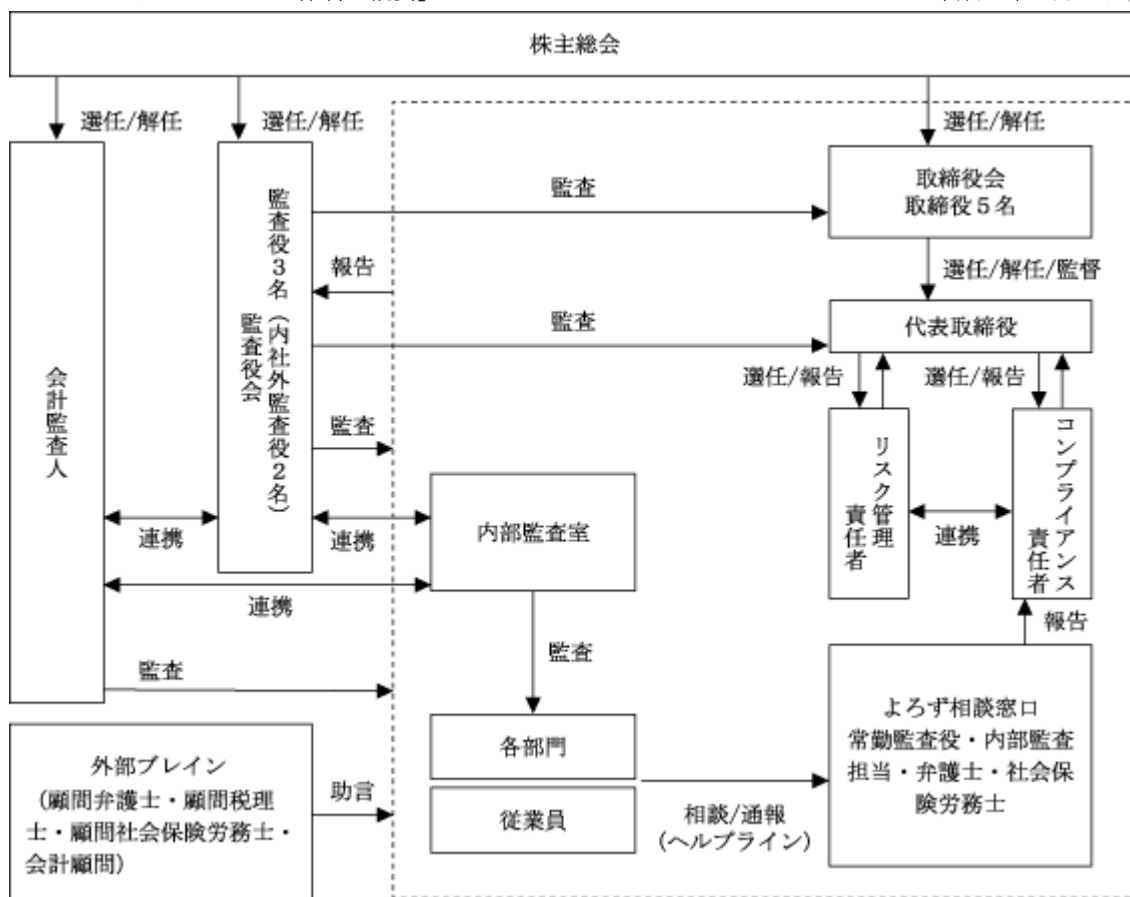 株主総会
選任/解任
選任/解任
選任/解任
会計監査人
監査役3名(内社外監査役2名)
監査役会
監査
報告
監査
監査
取締役会
取締役5名
選任/解任/監督
代表取締役
選任/報告
選任/報告
リスク管理
責任者
コンプライアンス
責任者
連携
連携
連携
連携
内部監査室
監査
監査
報告
各部門
従業員
相談/通報
(ヘルプライン)
よろず相談窓口
常勤監査役・内部監査
担当・弁護士・社会保
険労務士
外部ブレイン
(顧問弁護士・顧問税理
士・顧問社会保険労務士・
会計顧問)
助言